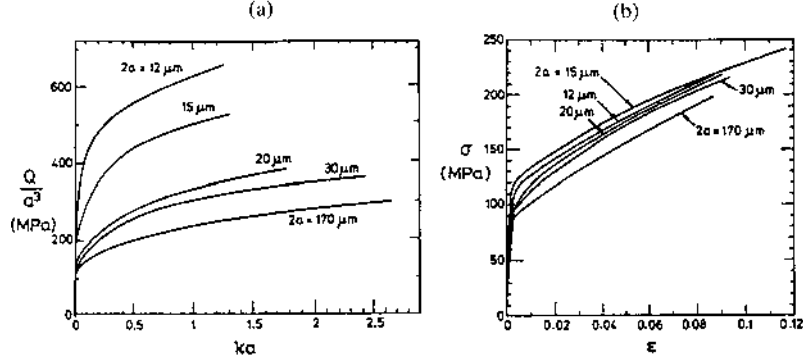 (a)
600
400
200
0
Q
a³
(MPa)
2a = 12 µm
15 µm
20 µm
30 µm
2a = 170 µm
0
0.5
1
1.5
2
2.5
ka
(b)
250
200
150
100
50
0
σ
(MPa)
2a = 15 µm
12 µm
20 µm
30 µm
2a = 170 µm
0
0.02
0.04
0.06
0.08
0.10
0.12
ε